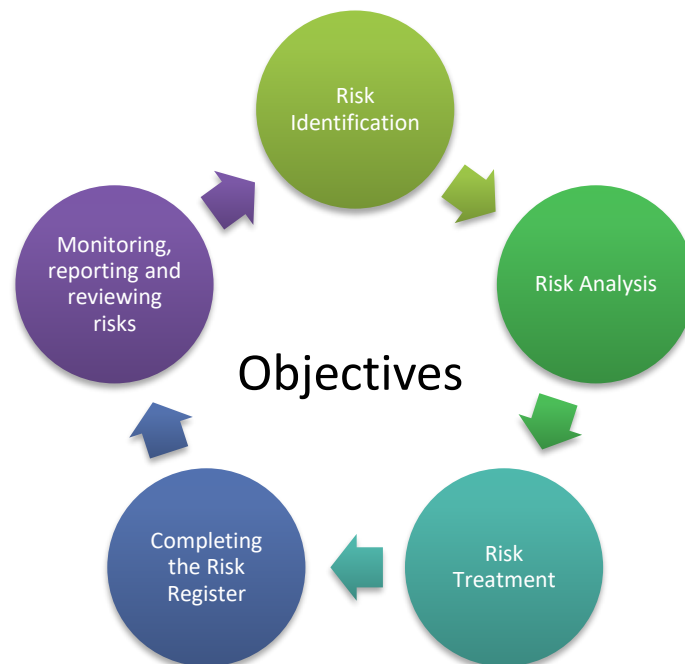 Risk
Identification
Risk Analysis
Risk
Treatment
Completing
the Risk
Register
Monitoring,
reporting and
reviewing
risks
Objectives